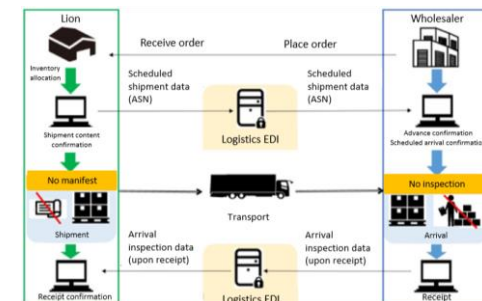 Lion
Wholesaler
Receive order
Place order
Inventory
allocation
Scheduled
shipment data
(ASN)
Scheduled
shipment data
(ASN)
Logistics EDI
Shipment content
confirmation
Advance confirmation
Scheduled arrival confirmation
No manifest
No inspection
Transport
Shipment
Arrival
Arrival
inspection data
(upon receipt)
Arrival
inspection data
(upon receipt)
Receipt confirmation
Logistics EDI
Receipt